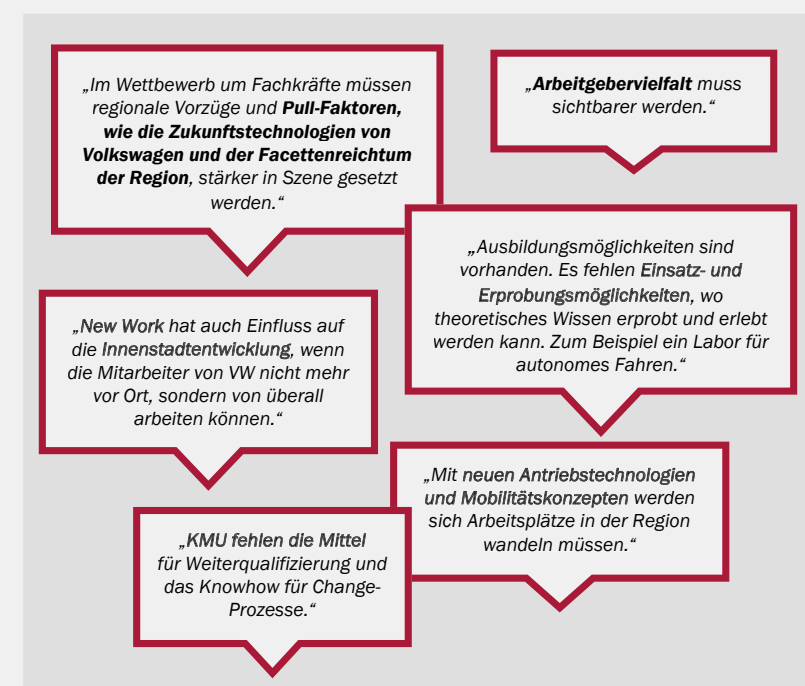 „Im Wettbewerb um Fachkräfte müssen
regionale Vorzüge und Pull-Faktoren,
wie die Zukunftstechnologien von
Volkswagen und der Facettenreichtum
der Region, stärker in Szene gesetzt
werden.“
„Arbeitgebervielfalt muss
sichtbarer werden.“
„Ausbildungsmöglichkeiten sind
vorhanden. Es fehlen Einsatz- und
Erprobungsmöglichkeiten, wo
theoretisches Wissen erprobt und erlebt
werden kann. Zum Beispiel ein Labor für
autonomes Fahren.“
„New Work hat auch Einfluss auf
die Innenstadtentwicklung, wenn
die Mitarbeiter von VW nicht mehr
vor Ort, sondern von überall
arbeiten können.“
„Mit neuen Antriebstechnologien
und Mobilitätskonzepten werden
sich Arbeitsplätze in der Region
wandeln müssen.“
„KMU fehlen die Mittel
für Weiterqualifizierung und
das Knowhow für Change-
Prozesse.“